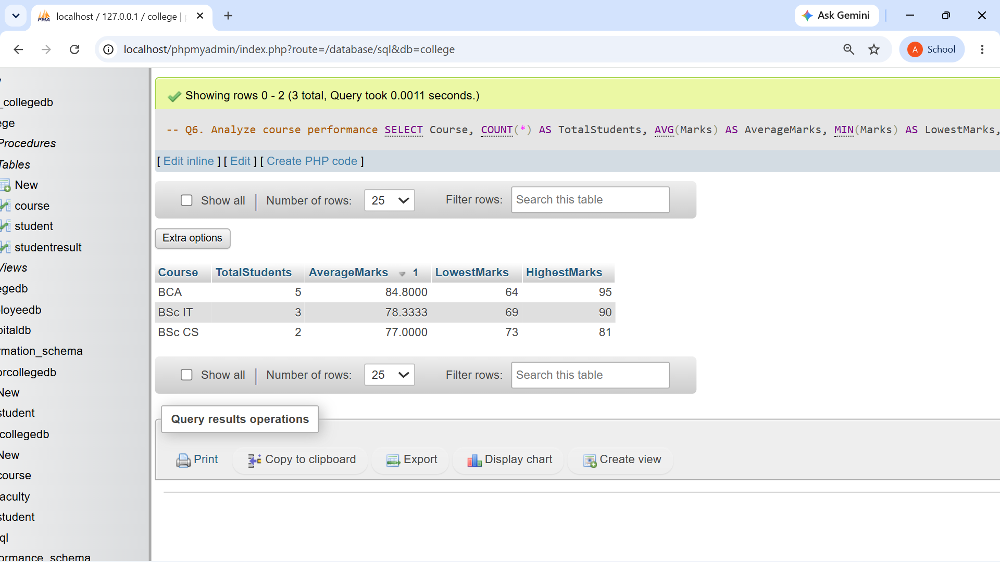 localhost / 127.0.0.1 / college |
Ask Gemini
localhost/phpmyadmin/index.php?route=/database/sql&db=college
A School
_collegedb
ege
Procedures
Tables
New
course
student
studentresult
Views
egedb
loyeedb
pitaldb
rmation_schema
orcollegedb
New
student
collegedb
New
course
aculty
student
ql
ormance_schema
Showing rows 0 - 2 (3 total, Query took 0.0011 seconds.)
-- Q6. Analyze course performance SELECT Course, COUNT(*) AS TotalStudents, AVG(Marks) AS AverageMarks, MIN(Marks) AS LowestMarks,
[ Edit inline ] [ Edit ] [ Create PHP code ]
Show all | Number of rows: 25 Filter rows: Search this table
Extra options
Course TotalStudents AverageMarks 1 LowestMarks HighestMarks
BCA 5 84.8000 64 95
BSc IT 3 78.3333 69 90
BSc CS 2 77.0000 73 81
Show all | Number of rows: 25 Filter rows: Search this table
Query results operations
Print Copy to clipboard Export Display chart Create view